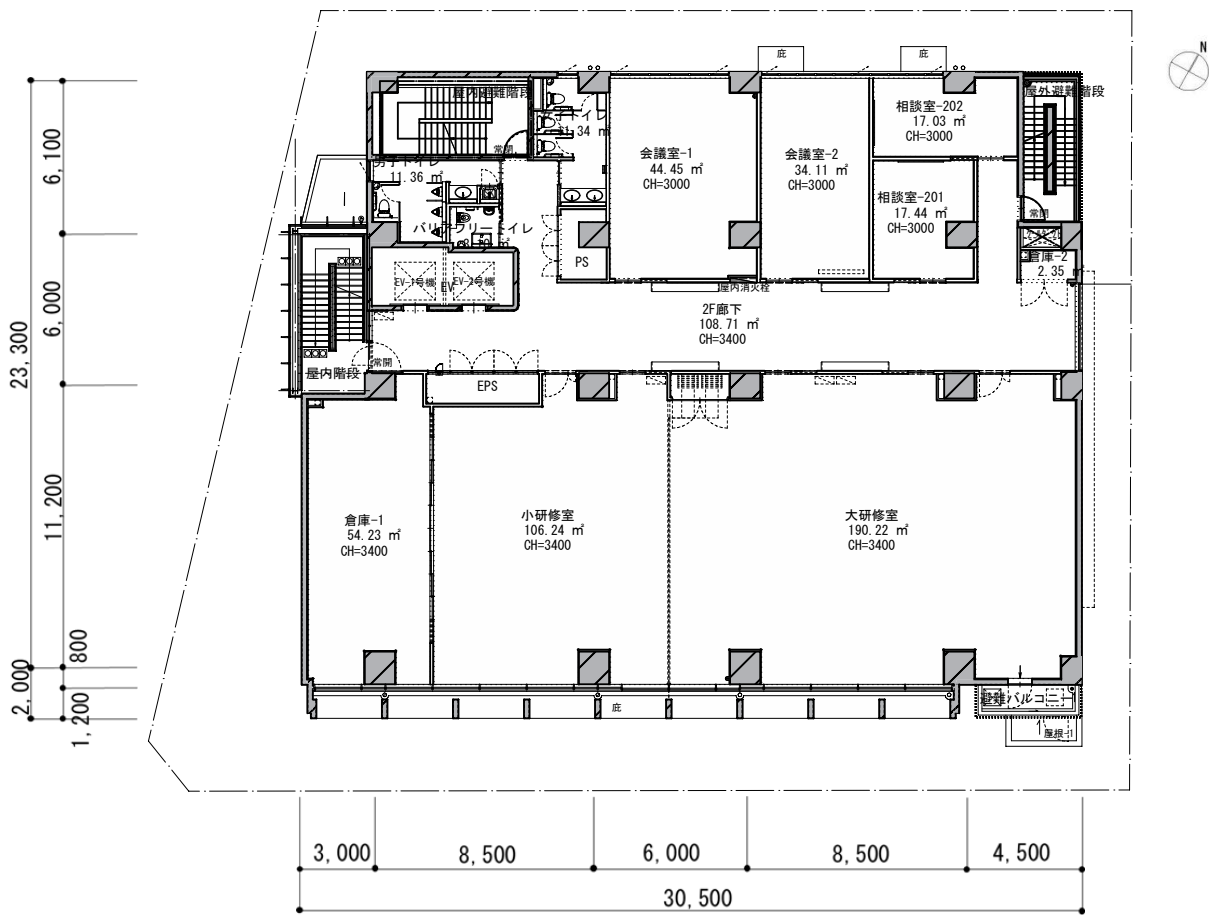 N
庇
庇
屋内避難階段
女子トイレ
常閉
会議室-1
44.45 ㎡
CH=3000
会議室-2
34.11 ㎡
CH=3000
相談室-202
17.03 ㎡
CH=3000
屋外避難階段
男子トイレ
11.36 ㎡
相談室-201
17.44 ㎡
CH=3000
常閉
バリアフリートイレ
PS
倉庫-2
2.35 ㎡
EV-1号機
EV
EV-2号機
屋内消火栓
2F廊下
108.71 ㎡
CH=3400
常開
屋内階段
EPS
倉庫-1
54.23 ㎡
CH=3400
小研修室
106.24 ㎡
CH=3400
大研修室
190.22 ㎡
CH=3400
庇
避難バルコニー
屋根-1
23,300
2,000
6,100
6,000
11,200
800
1,200
3,000
8,500
6,000
8,500
4,500
30,500